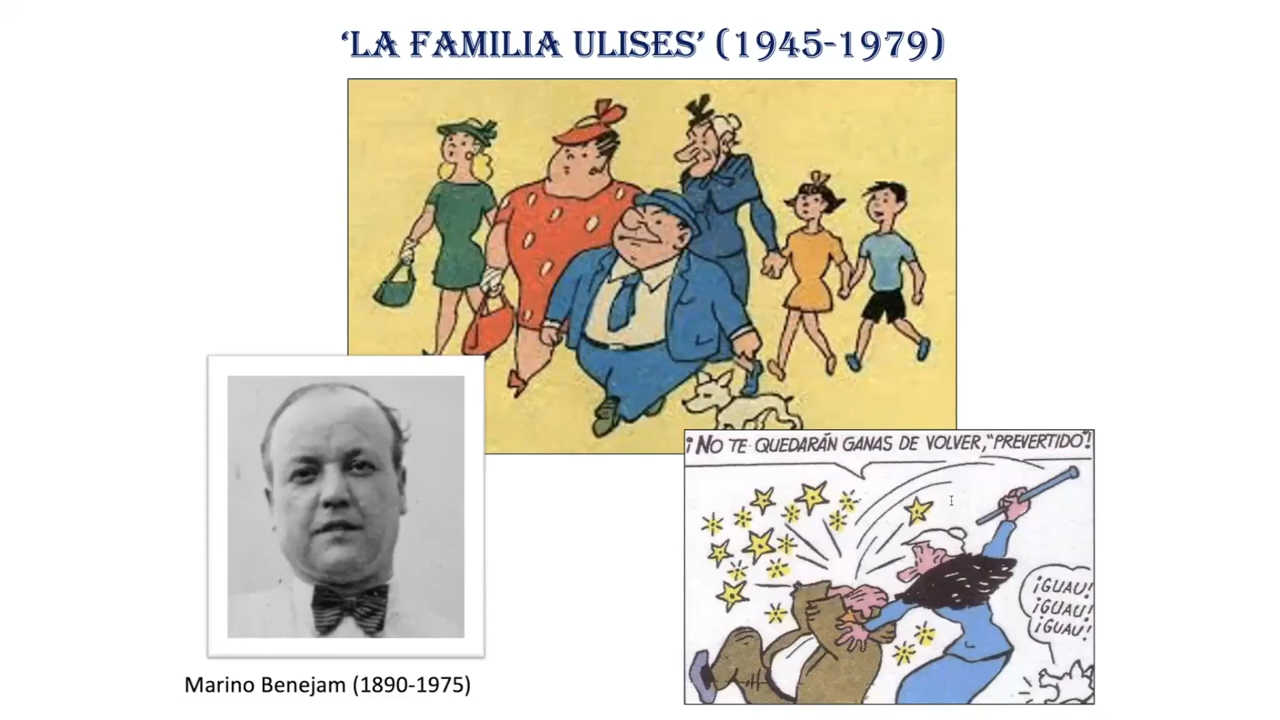 ‘LA FAMILIA ULISES’ (1945-1979)
¡NO TE QUEDARÁN GANAS DE VOLVER, “PREVERTIDO”!
¡GUAU!
¡GUAU!
¡GUAU!
Marino Benejam (1890-1975)